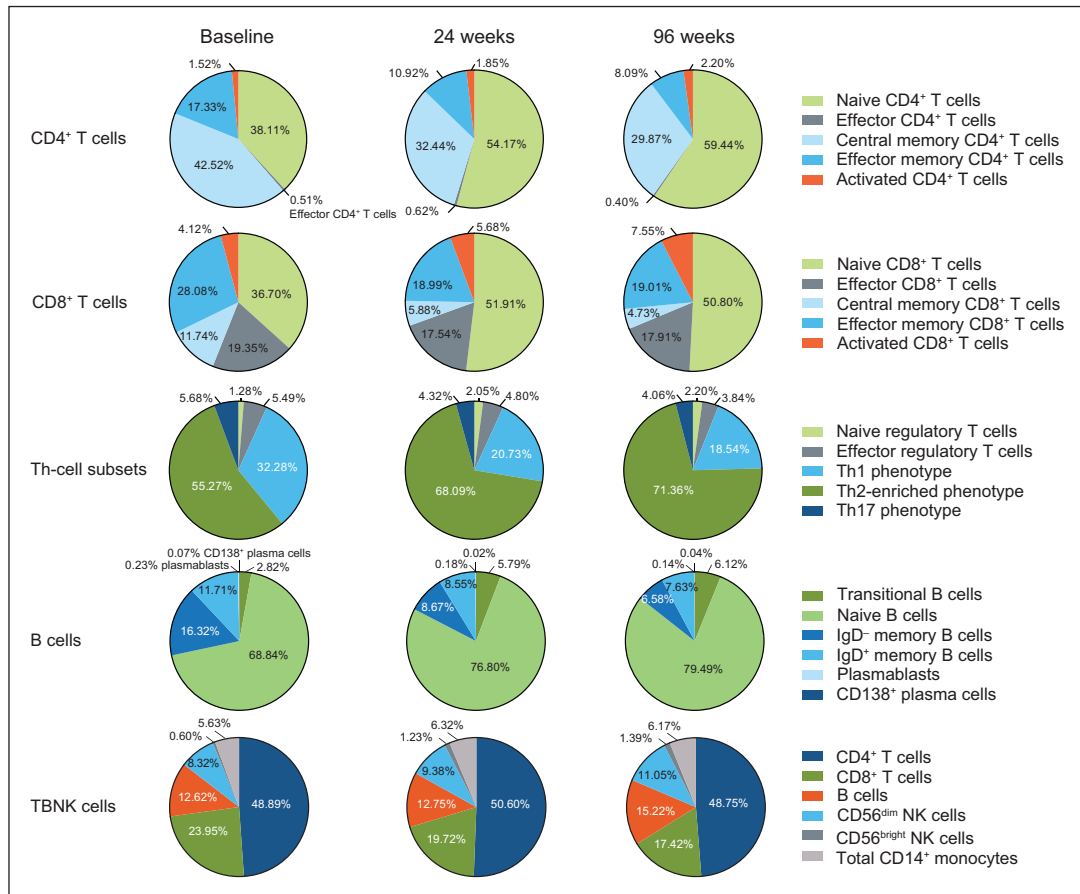 Baseline 24 weeks 96 weeks
CD4⁺ T cells
1.52%
17.33%
38.11%
42.52%
0.51%
Effector CD4⁺ T cells
10.92%
1.85%
32.44%
54.17%
0.62%
8.09%
2.20%
29.87%
59.44%
0.40%
Naive CD4⁺ T cells
Effector CD4⁺ T cells
Central memory CD4⁺ T cells
Effector memory CD4⁺ T cells
Activated CD4⁺ T cells
CD8⁺ T cells
4.12%
28.08%
36.70%
11.74%
19.35%
5.68%
18.99%
51.91%
5.88%
17.54%
7.55%
19.01%
50.80%
4.73%
17.91%
Naive CD8⁺ T cells
Effector CD8⁺ T cells
Central memory CD8⁺ T cells
Effector memory CD8⁺ T cells
Activated CD8⁺ T cells
Th-cell subsets
5.68%
1.28%
5.49%
32.28%
55.27%
4.32%
2.05%
4.80%
20.73%
68.09%
4.06%
2.20%
3.84%
18.54%
71.36%
Naive regulatory T cells
Effector regulatory T cells
Th1 phenotype
Th2-enriched phenotype
Th17 phenotype
B cells
0.07% CD138⁺ plasma cells
0.23% plasmablasts
2.82%
11.71%
16.32%
68.84%
0.02%
0.18%
5.79%
8.55%
8.67%
76.80%
0.04%
0.14%
6.12%
7.63%
6.58%
79.49%
Transitional B cells
Naive B cells
IgD⁻ memory B cells
IgD⁺ memory B cells
Plasmablasts
CD138⁺ plasma cells
TBNK cells
5.63%
0.60%
8.32%
12.62%
48.89%
23.95%
6.32%
1.23%
9.38%
12.75%
50.60%
19.72%
6.17%
1.39%
11.05%
15.22%
48.75%
17.42%
CD4⁺ T cells
CD8⁺ T cells
B cells
CD56ᵈⁱᵐ NK cells
CD56ᵇʳⁱᵍʰᵗ NK cells
Total CD14⁺ monocytes